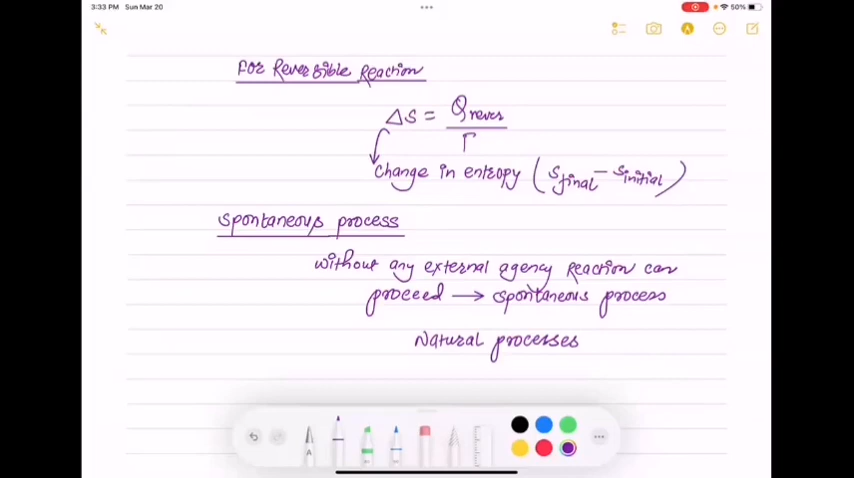 3:33 PM Sun Mar 20
50%
For Reversible Reaction
ΔS = Qrever
T
Change in entropy (Sfinal - Sinitial)
Spontaneous process
Without any external agency Reaction can
proceed → spontaneous process
Natural processes
A